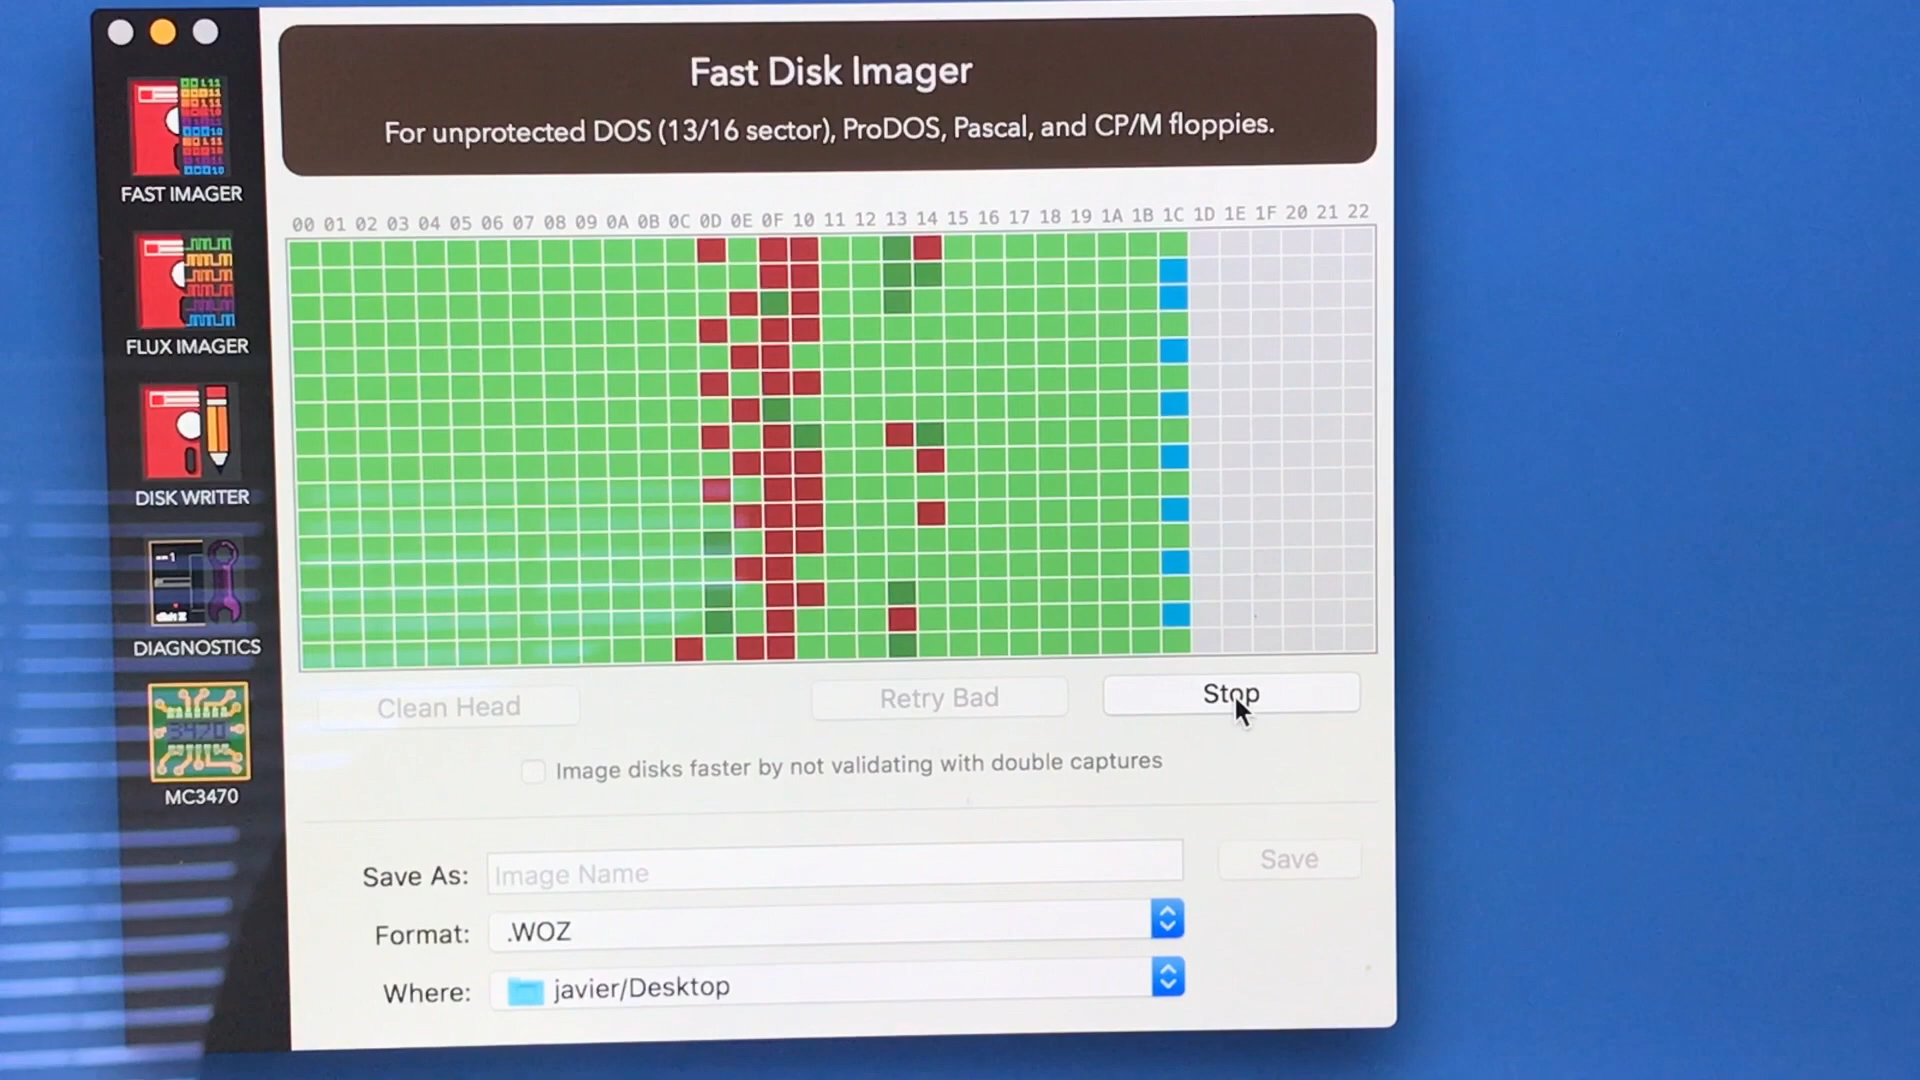 Fast Disk Imager
For unprotected DOS (13/16 sector), ProDOS, Pascal, and CP/M floppies.
FAST IMAGER
FLUX IMAGER
DISK WRITER
DIAGNOSTICS
3470
MC3470
00 01 02 03 04 05 06 07 08 09 0A 0B 0C 0D 0E 0F 10 11 12 13 14 15 16 17 18 19 1A 1B 1C 1D 1E 1F 20 21 22
Clean Head
Retry Bad
Stop
Image disks faster by not validating with double captures
Save As:
Image Name
Save
Format:
.WOZ
Where:
javier/Desktop